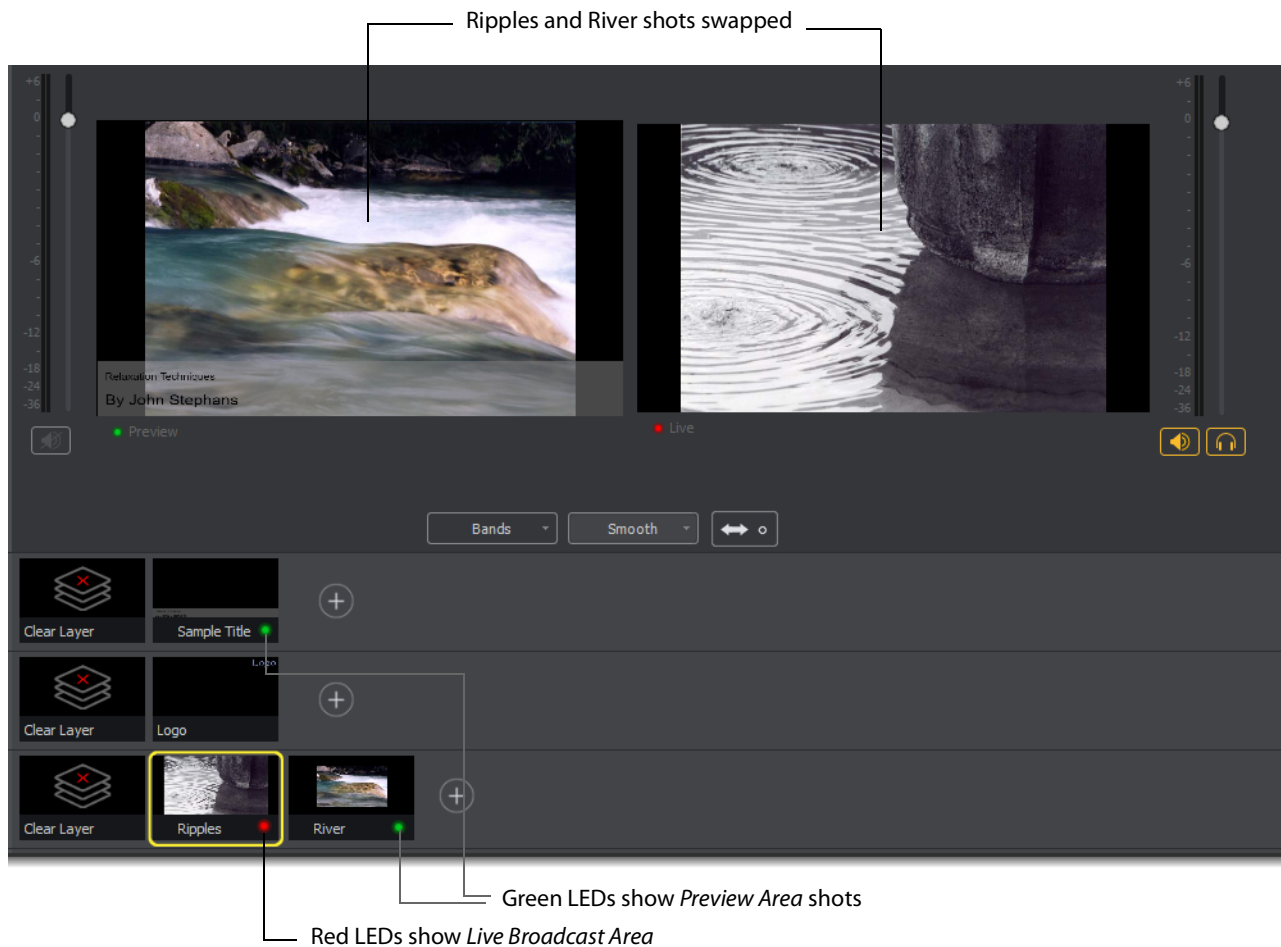 Ripples and River shots swapped
+6
0
-6
-12
-18
-24
-36
+6
0
-6
-12
-18
-24
-36
Relaxation Techniques
By John Stephans
Preview
Live
Bands
Smooth
Clear Layer
Sample Title
Logo
Clear Layer
Logo
Clear Layer
Ripples
River
Green LEDs show Preview Area shots
Red LEDs show Live Broadcast Area